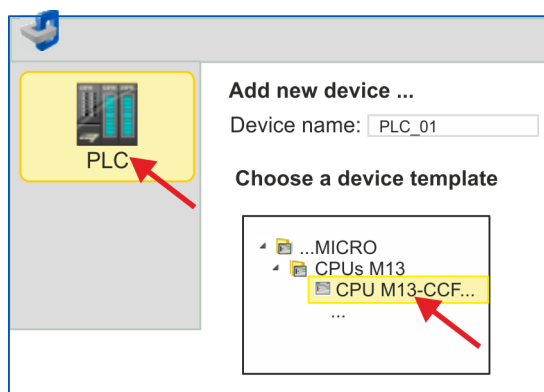 PLC
Add new device ...
Device name: PLC_01
Choose a device template
...MICRO
CPUs M13
CPU M13-CCF...
...